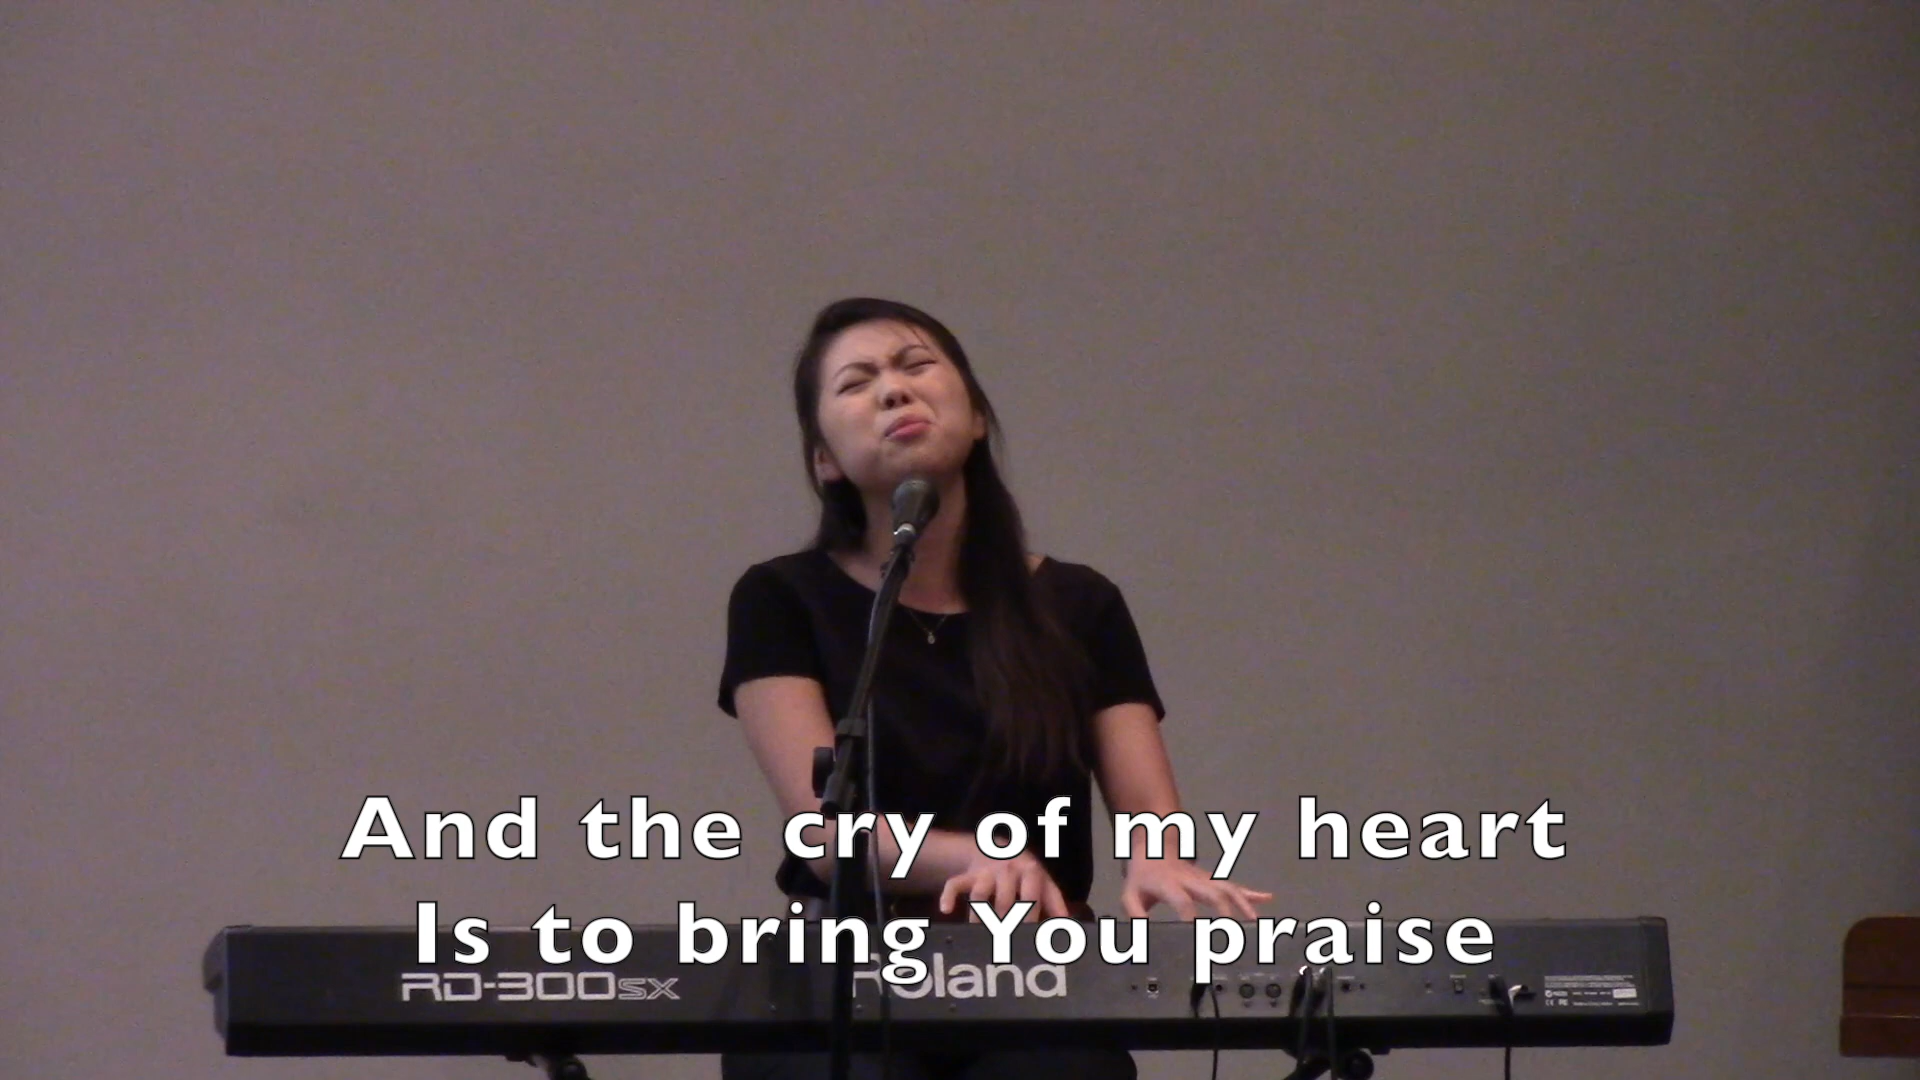 And the cry of my heart
Is to bring You praise
RD-300SX
Roland